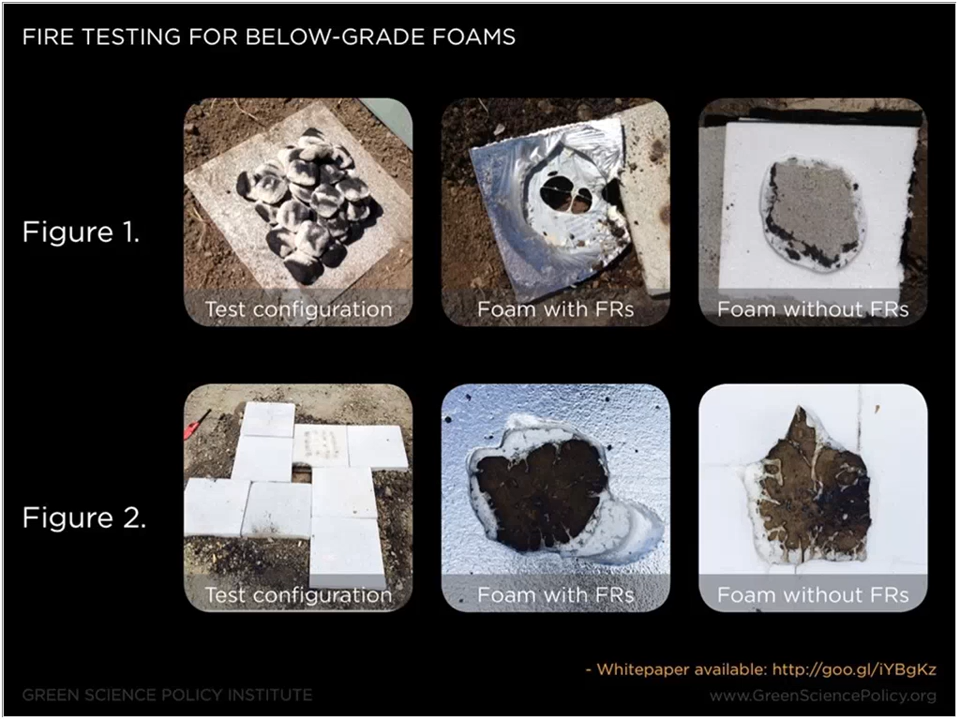 FIRE TESTING FOR BELOW-GRADE FOAMS
Figure 1.
Test configuration
Foam with FRs
Foam without FRs
Figure 2.
Test configuration
Foam with FRs
Foam without FRs
- Whitepaper available: http://goo.gl/iYBgKz
GREEN SCIENCE POLICY INSTITUTE
www.GreenSciencePolicy.org